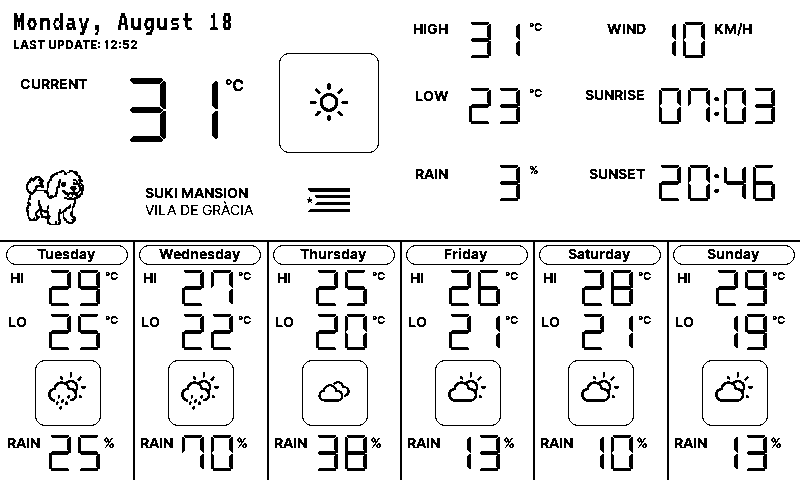 Monday, August 18
LAST UPDATE: 12:52
CURRENT 31°C
HIGH 31°C
WIND 10 KM/H
LOW 23°C
SUNRISE 07:03
RAIN 3%
SUNSET 20:46
SUKI MANSION
VILA DE GRÀCIA
Tuesday
HI 29°C
LO 25°C
RAIN 25%
Wednesday
HI 27°C
LO 22°C
RAIN 70%
Thursday
HI 25°C
LO 20°C
RAIN 38%
Friday
HI 26°C
LO 21°C
RAIN 13%
Saturday
HI 28°C
LO 21°C
RAIN 10%
Sunday
HI 29°C
LO 19°C
RAIN 13%